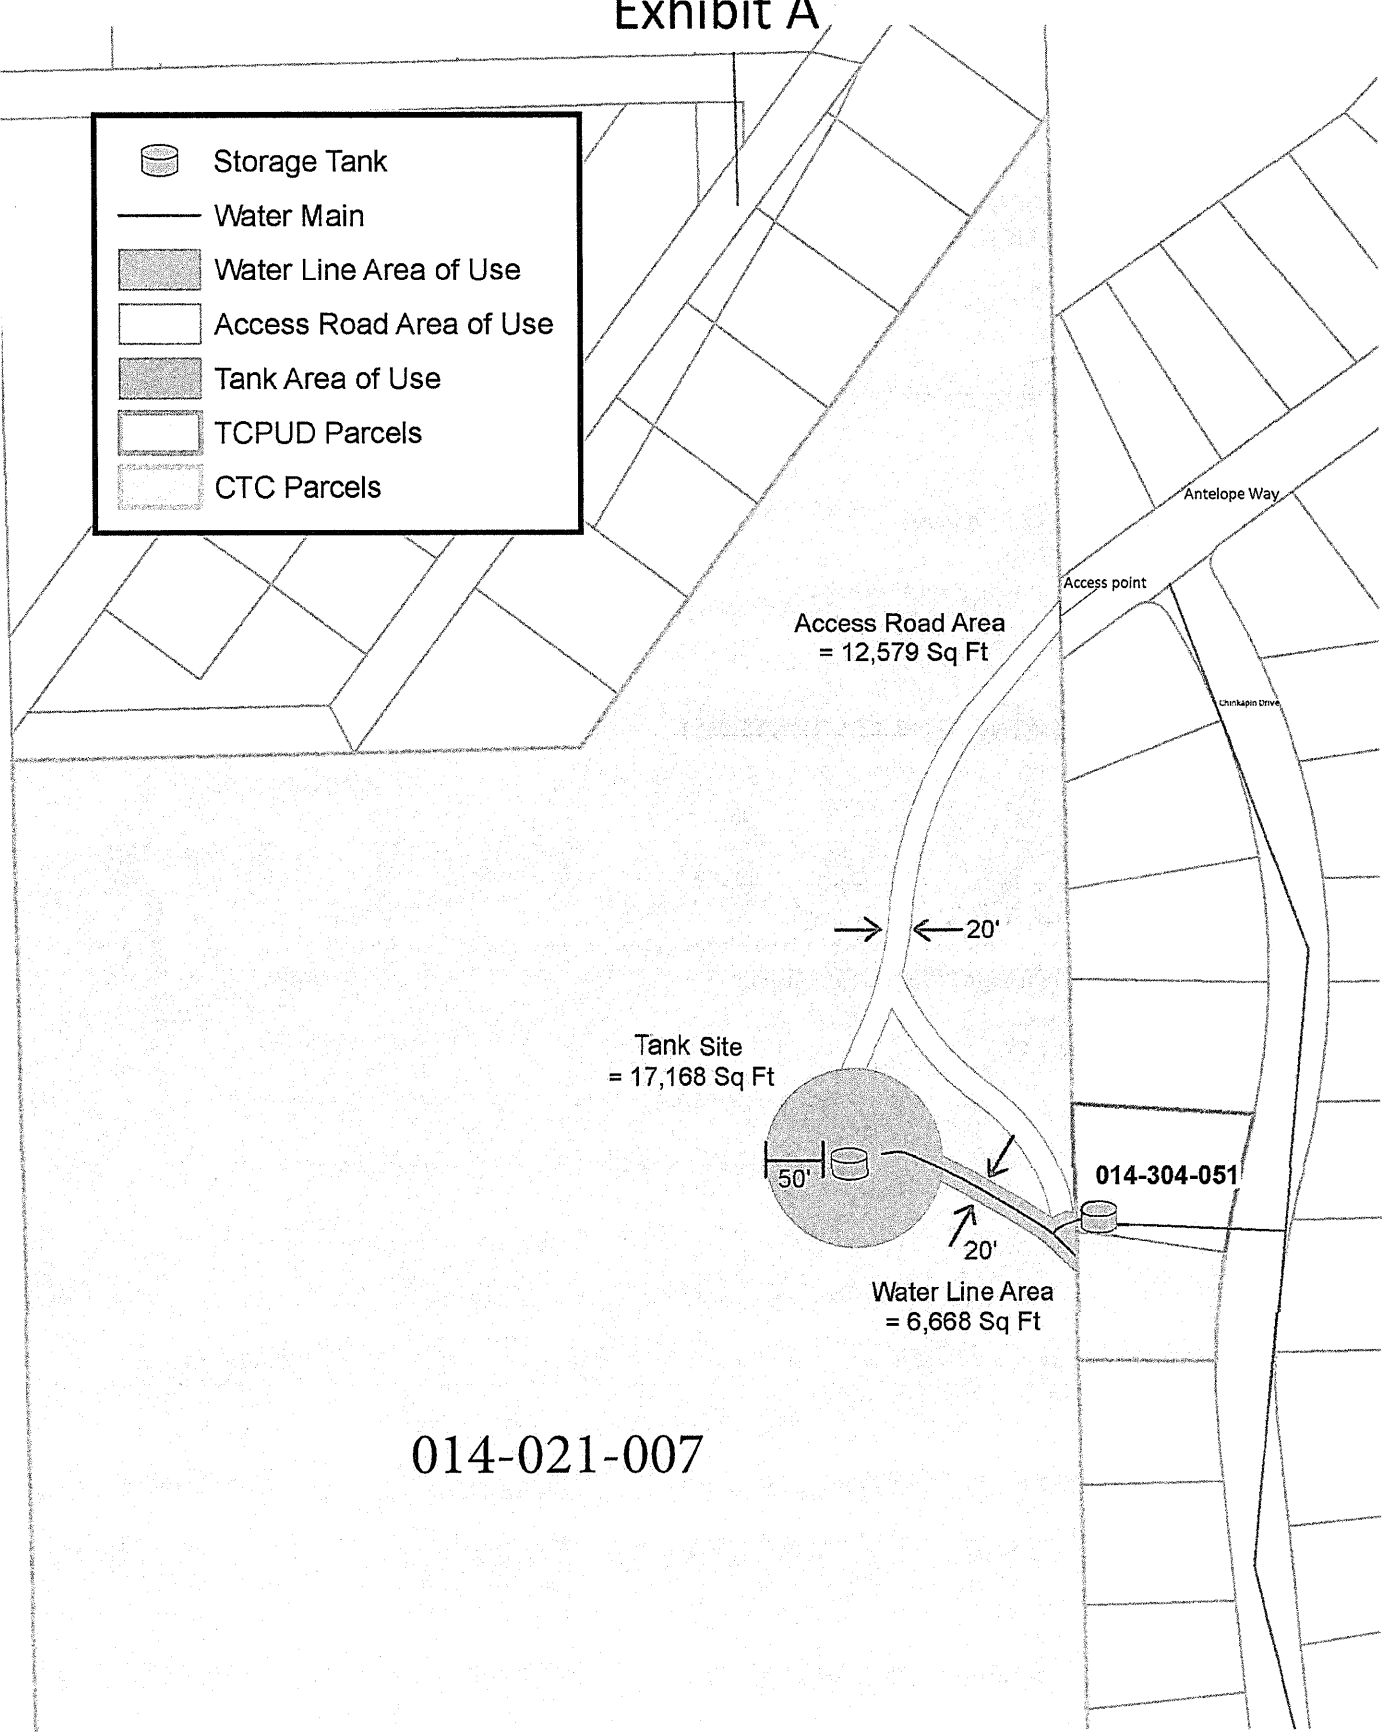 Exhibit A
Storage Tank
Water Main
Water Line Area of Use
Access Road Area of Use
Tank Area of Use
TCPUD Parcels
CTC Parcels
Antelope Way
Access point
Access Road Area
= 12,579 Sq Ft
Chinkapin Drive
20'
Tank Site
= 17,168 Sq Ft
50'
014-304-051
20'
Water Line Area
= 6,668 Sq Ft
014-021-007